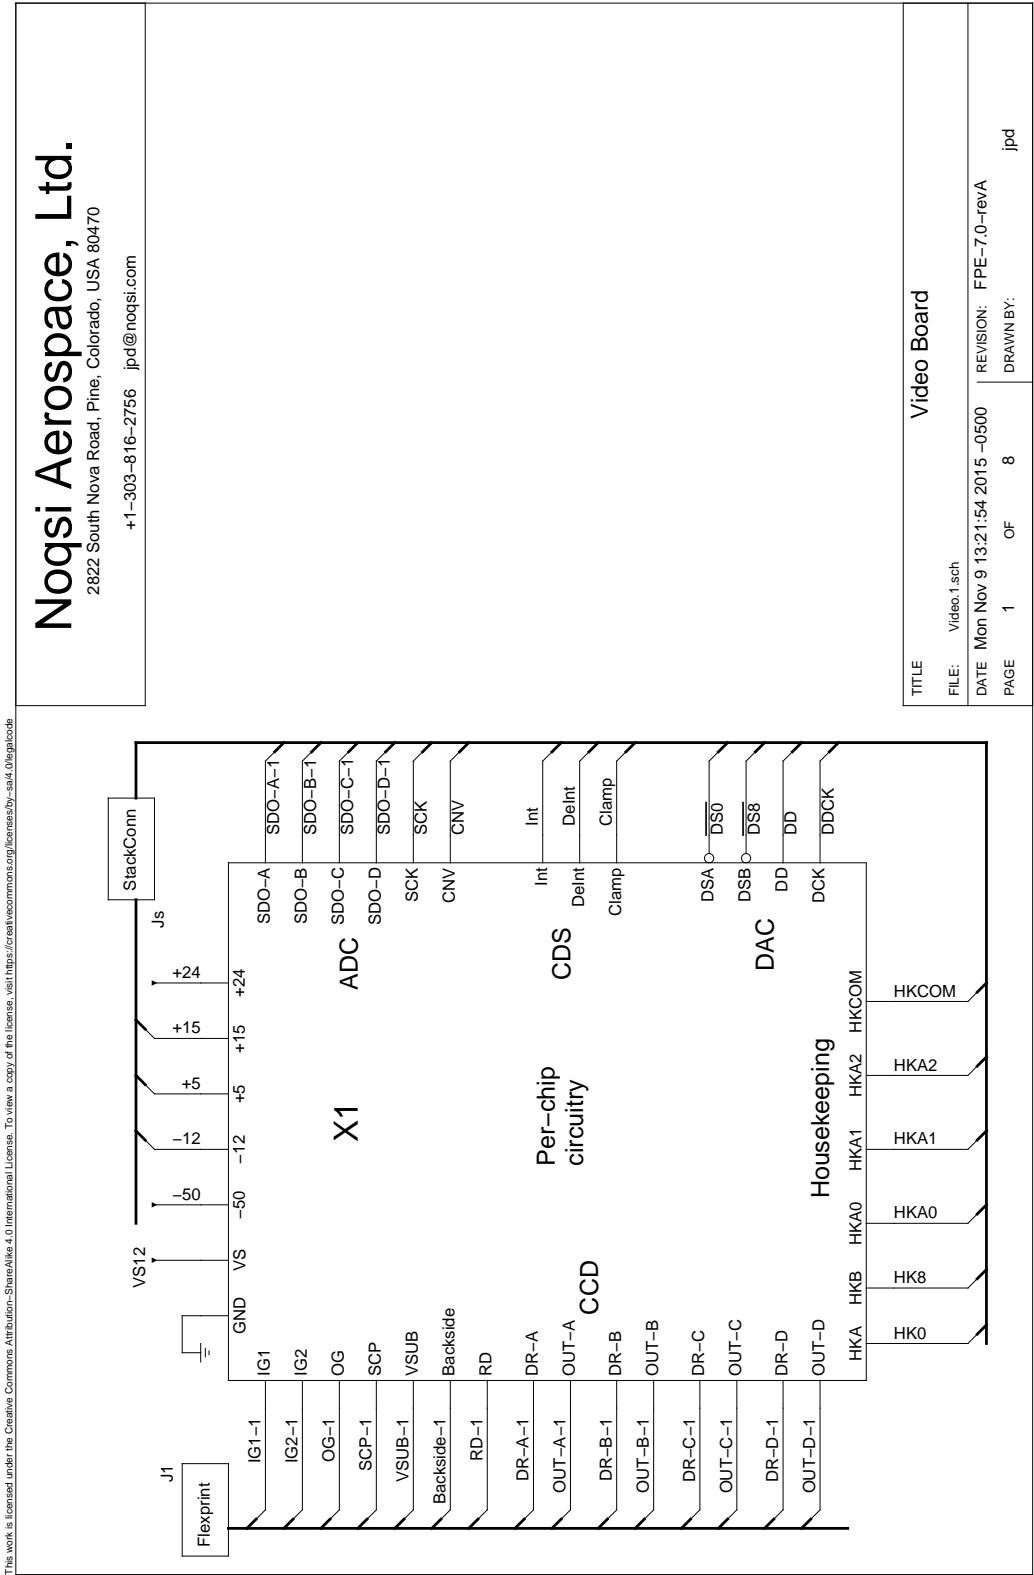 This work is licensed under the Creative Commons Attribution−ShareAlike 4.0 International License. To view a copy of the license, visit https://creativecommons.org/licenses/by−sa/4.0/legalcode
Noqsi Aerospace, Ltd.
2822 South Nova Road, Pine, Colorado, USA 80470
+1−303−816−2756 jpd@noqsi.com
J1
Flexprint
Js
StackConn
VS12
−50
−12
+5
+15
+24
GND
VS
−50
−12
+5
+15
+24
IG1−1
IG1
SDO−A
SDO−A−1
IG2−1
IG2
SDO−B
SDO−B−1
OG−1
OG
SDO−C
SDO−C−1
SCP−1
SCP
SDO−D
SDO−D−1
VSUB−1
VSUB
SCK
SCK
Backside−1
Backside
CNV
CNV
RD−1
RD
X1
ADC
DR−A−1
DR−A
Int
Int
OUT−A−1
OUT−A
DeInt
DeInt
DR−B−1
DR−B
Clamp
Clamp
OUT−B−1
OUT−B
CCD
Per−chip
circuitry
CDS
DR−C−1
DR−C
DSA
DS0
OUT−C−1
OUT−C
DSB
DS8
DR−D−1
DR−D
DD
DD
OUT−D−1
OUT−D
DCK
DDCK
DAC
Housekeeping
HKA
HKB
HKA0
HKA1
HKA2
HKCOM
HK0
HK8
HKA0
HKA1
HKA2
HKCOM
TITLE
Video Board
FILE: Video.1.sch
DATE Mon Nov 9 13:21:54 2015 −0500
REVISION: FPE−7.0−revA
PAGE 1 OF 8
DRAWN BY: jpd